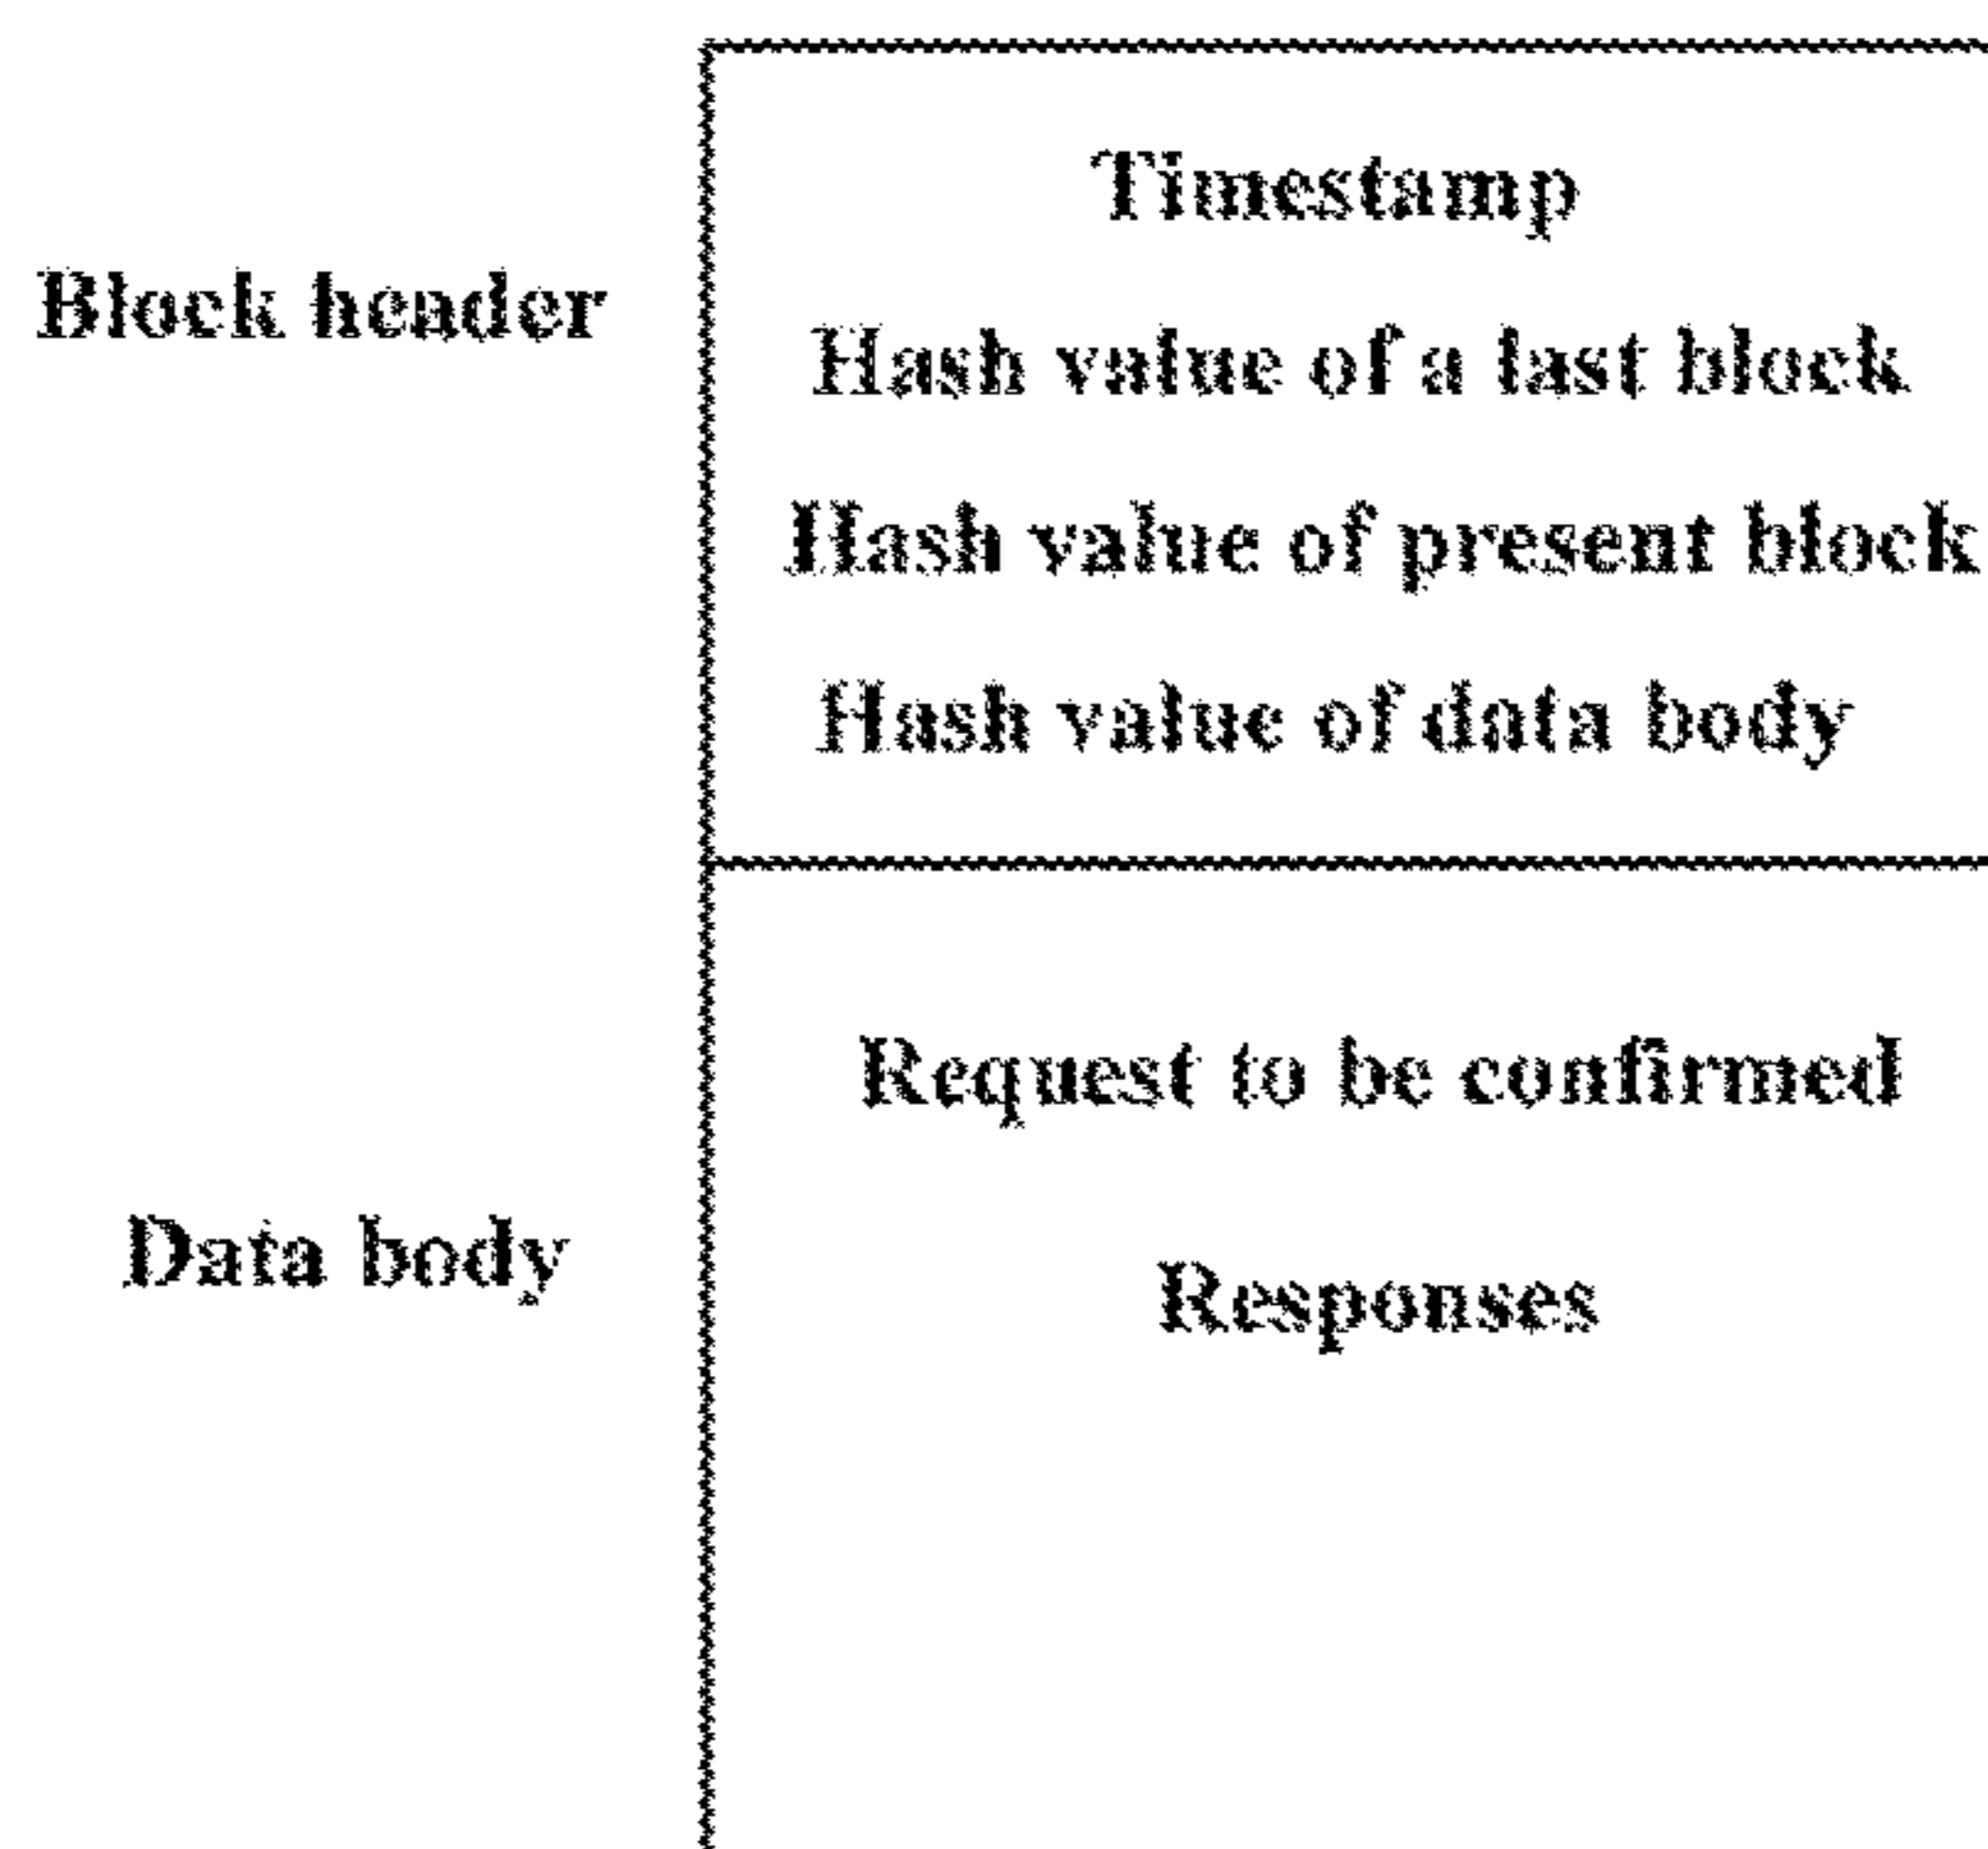 Block header
Timestamp
Hash value of a last block
Hash value of present block
Hash value of data body
Data body
Request to be confirmed
Responses